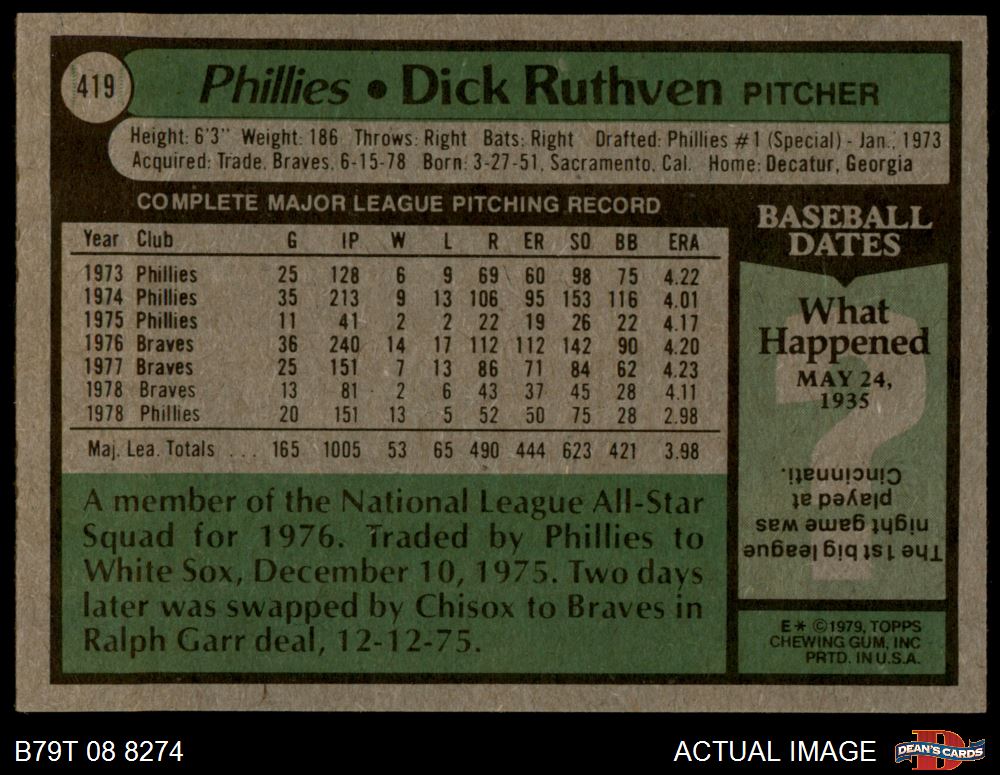 419
Phillies • Dick Ruthven PITCHER
Height: 6'3" Weight: 186 Throws: Right Bats: Right Drafted: Phillies #1 (Special) - Jan., 1973
Acquired: Trade, Braves, 6-15-78 Born: 3-27-51, Sacramento, Cal. Home: Decatur, Georgia
COMPLETE MAJOR LEAGUE PITCHING RECORD
Year Club G IP W L R ER SO BB ERA
1973 Phillies 25 128 6 9 69 60 98 75 4.22
1974 Phillies 35 213 9 13 106 95 153 116 4.01
1975 Phillies 11 41 2 2 22 19 26 22 4.17
1976 Braves 36 240 14 17 112 112 142 90 4.20
1977 Braves 25 151 7 13 86 71 84 62 4.23
1978 Braves 13 81 2 6 43 37 45 28 4.11
1978 Phillies 20 151 13 5 52 50 75 28 2.98
Maj. Lea. Totals ... 165 1005 53 65 490 444 623 421 3.98
A member of the National League All-Star
Squad for 1976. Traded by Phillies to
White Sox, December 10, 1975. Two days
later was swapped by Chisox to Braves in
Ralph Garr deal, 12-12-75.
BASEBALL
DATES
What
Happened
MAY 24,
1935
The 1st big league
night game was
played at
Cincinnati.
E* ©1979, TOPPS
CHEWING GUM, INC
PRTD. IN U.S.A.
B79T 08 8274
ACTUAL IMAGE
DEAN'S CARDS